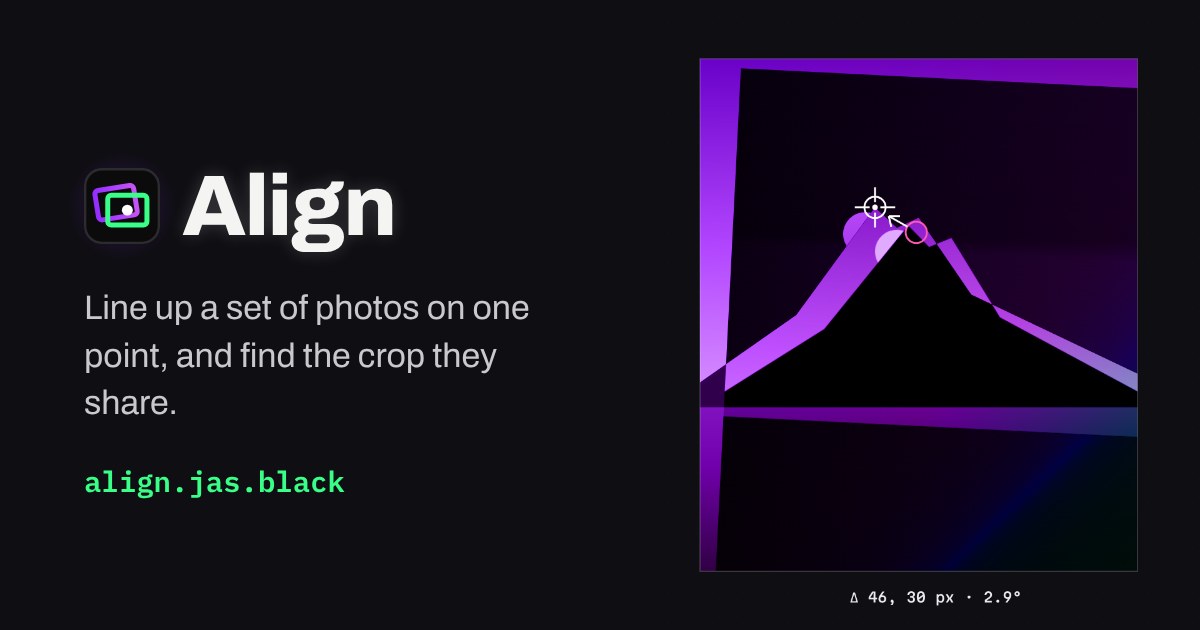 Align
Line up a set of photos on one
point, and find the crop they
share.
align.jas.black
Δ 46, 30 px · 2.9°